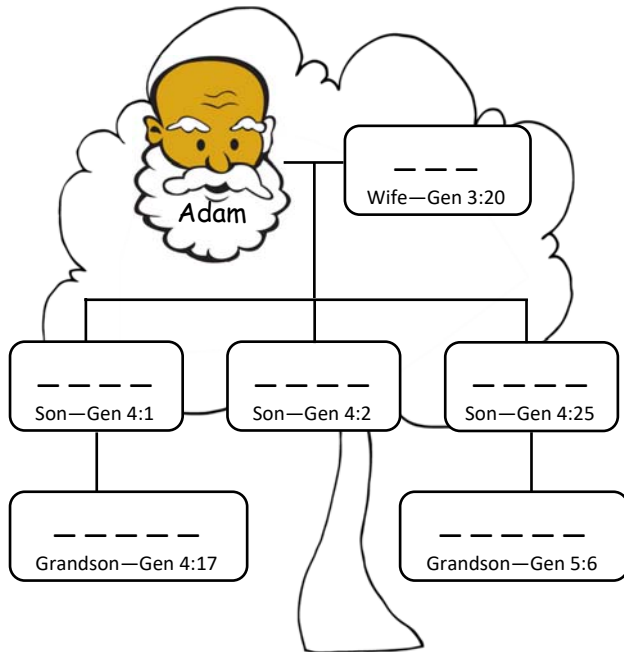 Adam
_ _ _
Wife—Gen 3:20
_ _ _ _
Son—Gen 4:1
_ _ _ _
Son—Gen 4:2
_ _ _ _
Son—Gen 4:25
_ _ _ _ _
Grandson—Gen 4:17
_ _ _ _ _
Grandson—Gen 5:6